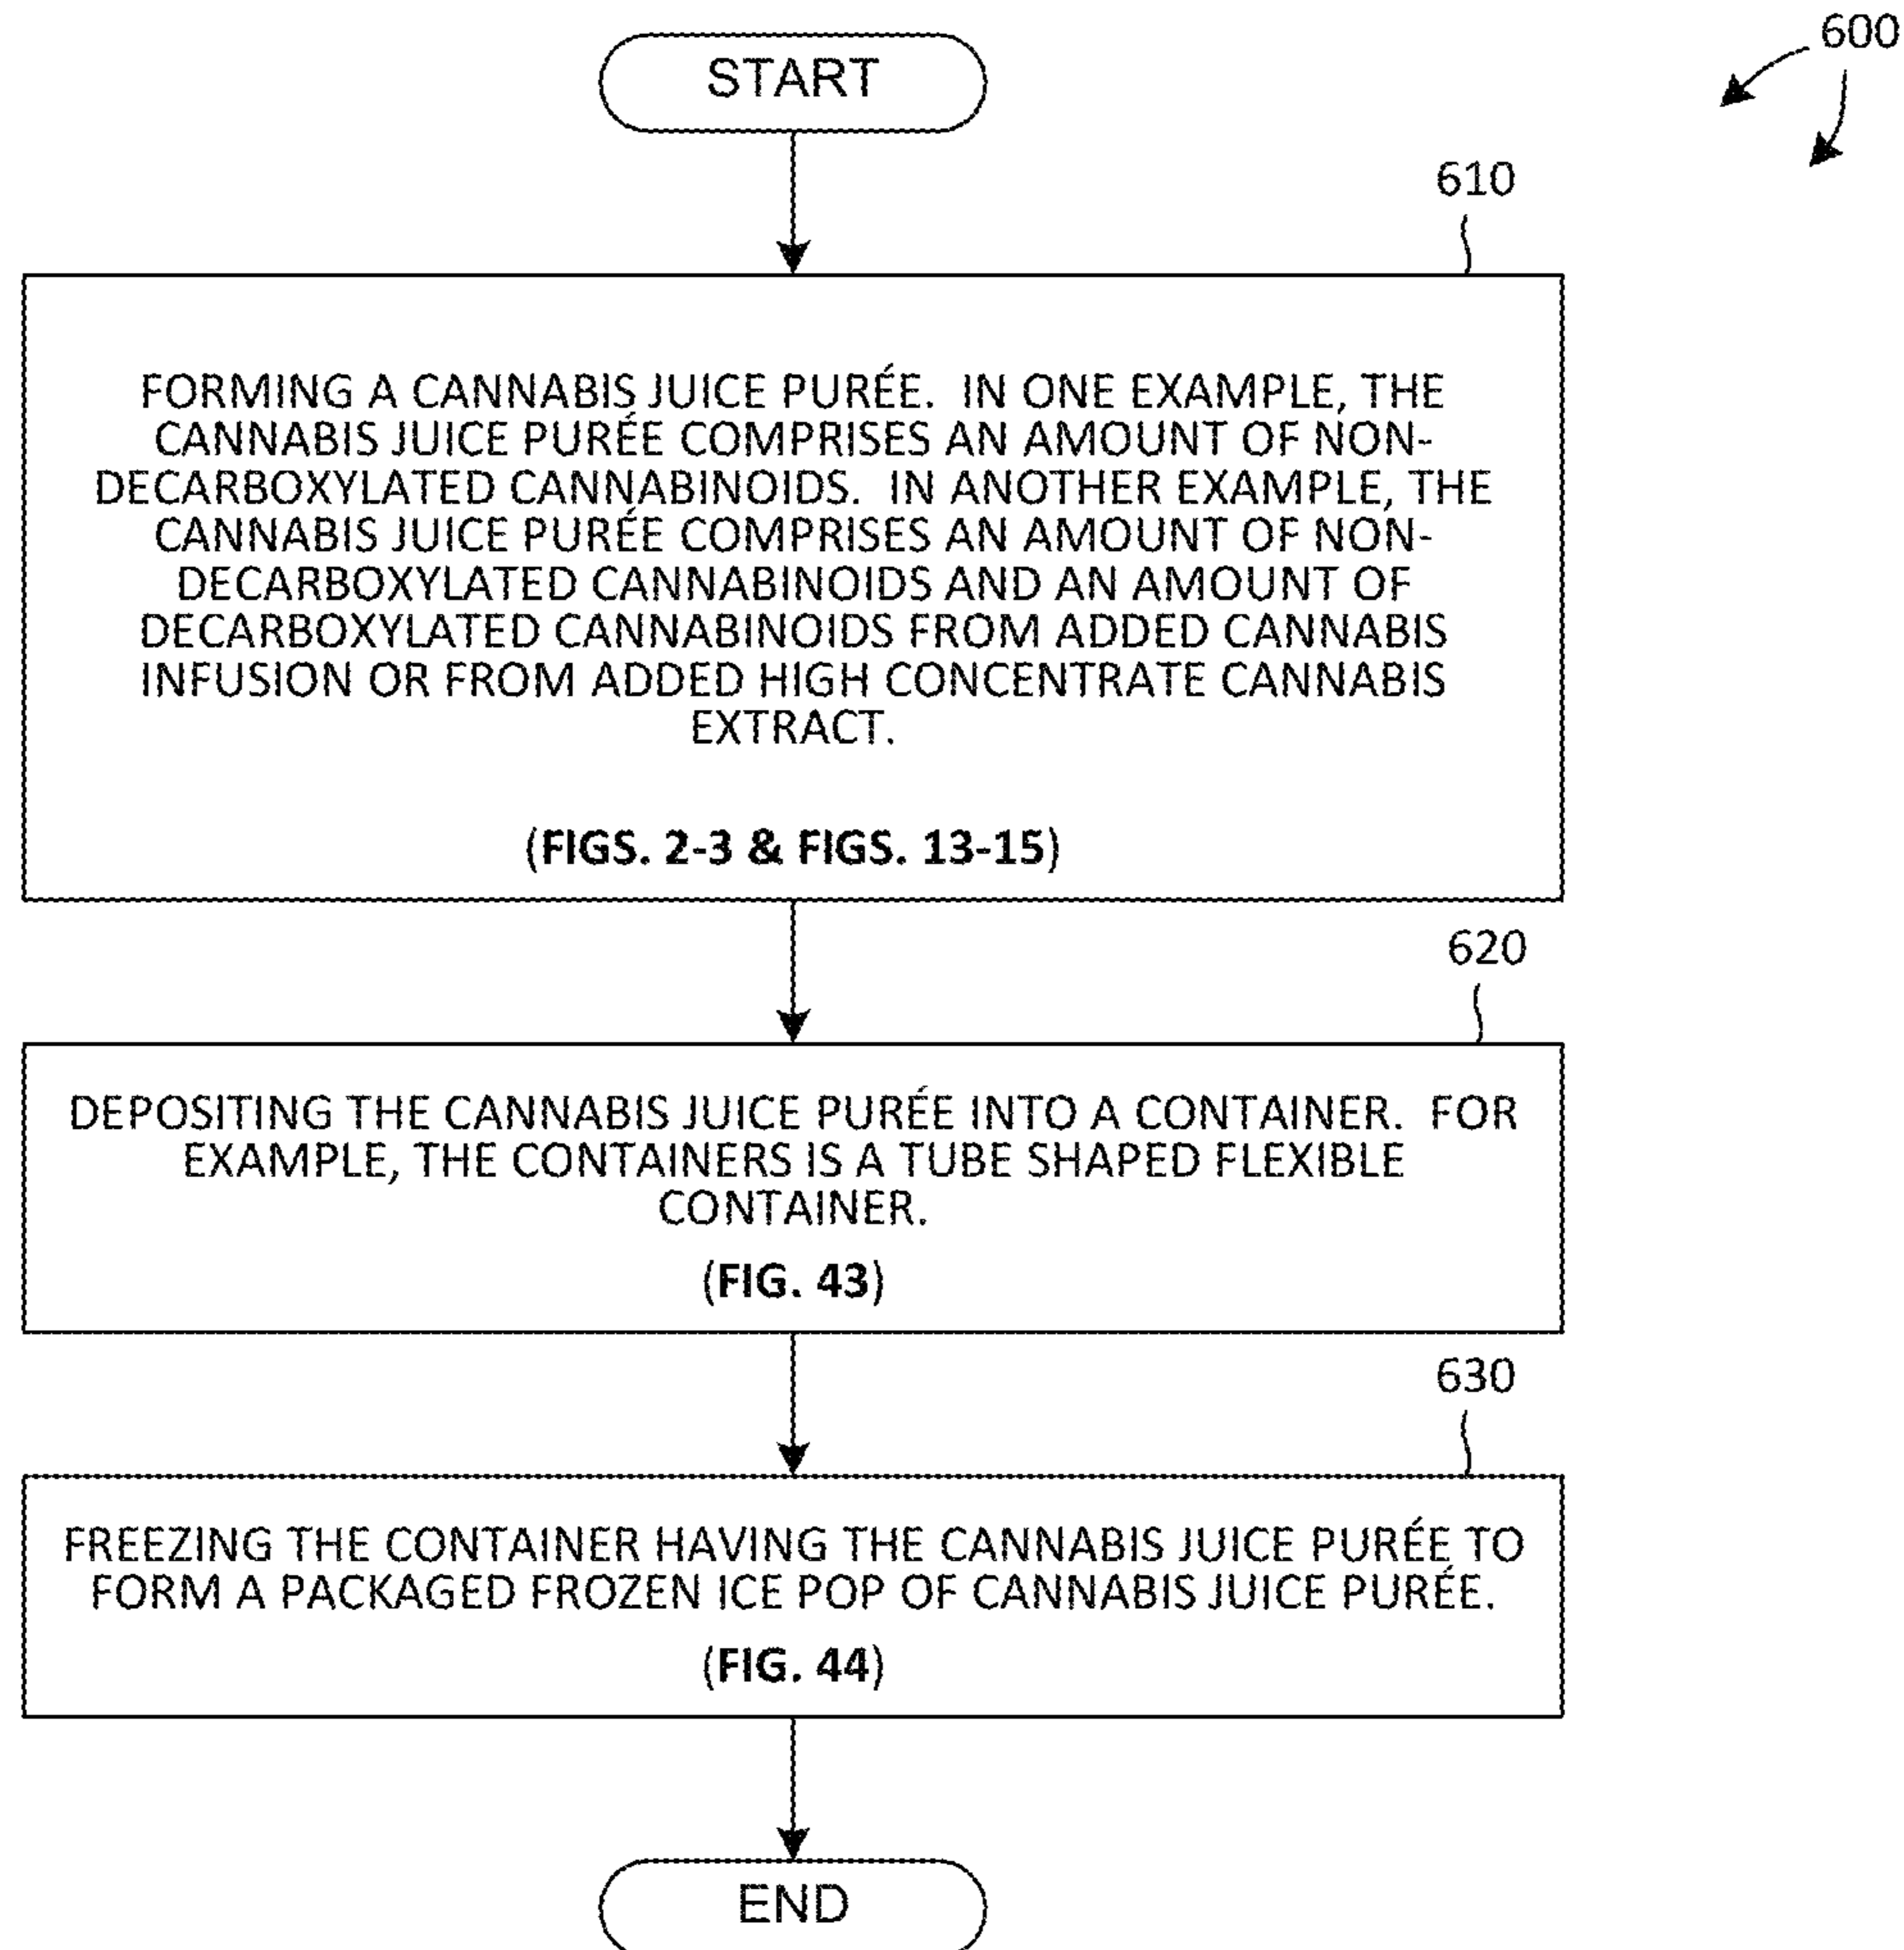 START
600
610
FORMING A CANNABIS JUICE PURÉE. IN ONE EXAMPLE, THE
CANNABIS JUICE PURÉE COMPRISES AN AMOUNT OF NON-
DECARBOXYLATED CANNABINOIDS. IN ANOTHER EXAMPLE, THE
CANNABIS JUICE PURÉE COMPRISES AN AMOUNT OF NON-
DECARBOXYLATED CANNABINOIDS AND AN AMOUNT OF
DECARBOXYLATED CANNABINOIDS FROM ADDED CANNABIS
INFUSION OR FROM ADDED HIGH CONCENTRATE CANNABIS
EXTRACT.
(FIGS. 2-3 & FIGS. 13-15)
620
DEPOSITING THE CANNABIS JUICE PURÉE INTO A CONTAINER. FOR
EXAMPLE, THE CONTAINERS IS A TUBE SHAPED FLEXIBLE
CONTAINER.
(FIG. 43)
630
FREEZING THE CONTAINER HAVING THE CANNABIS JUICE PURÉE TO
FORM A PACKAGED FROZEN ICE POP OF CANNABIS JUICE PURÉE.
(FIG. 44)
END